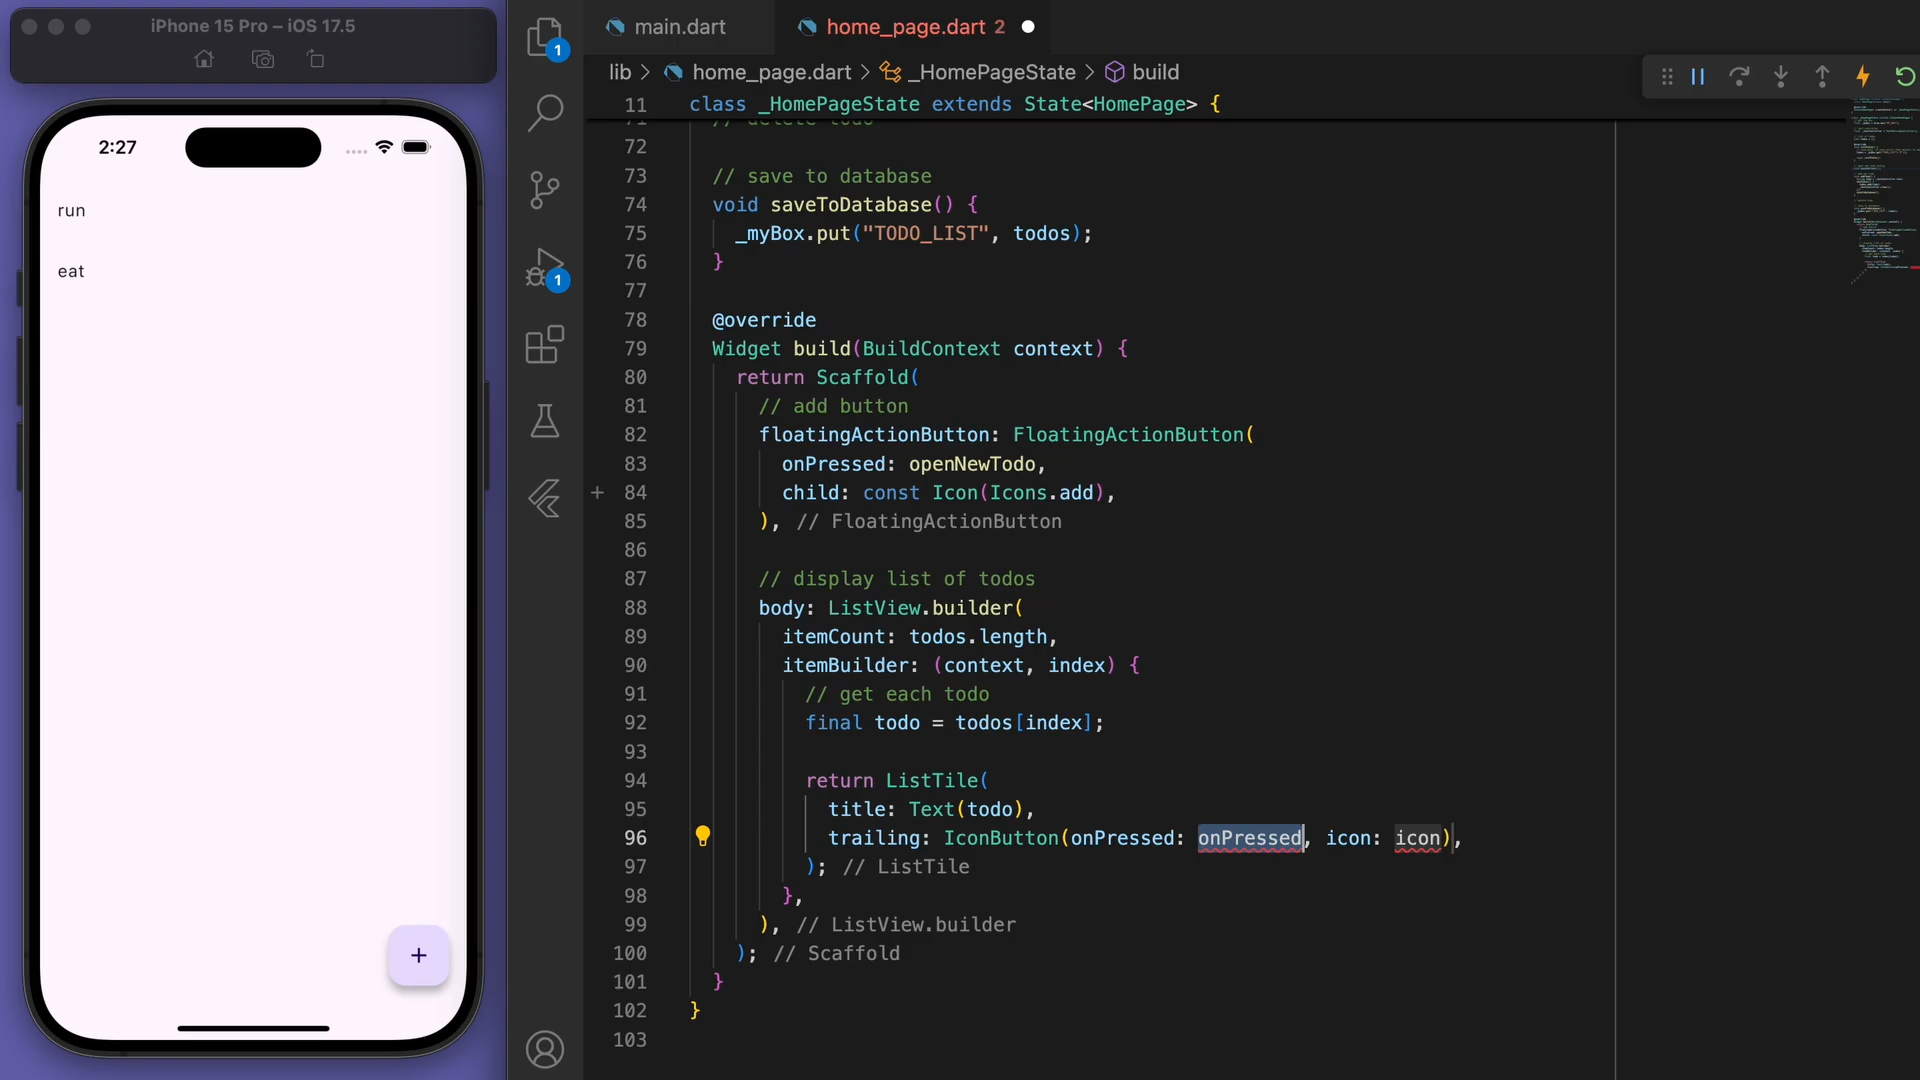 iPhone 15 Pro – iOS 17.5
2:27
run
eat
+
1
1
main.dart
home_page.dart 2
lib > home_page.dart > _HomePageState > build
11 class _HomePageState extends State<HomePage> {
71 // delete todo
72
73 // save to database
74 void saveToDatabase() {
75 _myBox.put("TODO_LIST", todos);
76 }
77
78 @override
79 Widget build(BuildContext context) {
80 return Scaffold(
81 // add button
82 floatingActionButton: FloatingActionButton(
83 onPressed: openNewTodo,
+ 84 child: const Icon(Icons.add),
85 ), // FloatingActionButton
86
87 // display list of todos
88 body: ListView.builder(
89 itemCount: todos.length,
90 itemBuilder: (context, index) {
91 // get each todo
92 final todo = todos[index];
93
94 return ListTile(
95 title: Text(todo),
96 trailing: IconButton(onPressed: onPressed, icon: icon),
97 ); // ListTile
98 },
99 ), // ListView.builder
100 ); // Scaffold
101 }
102 }
103